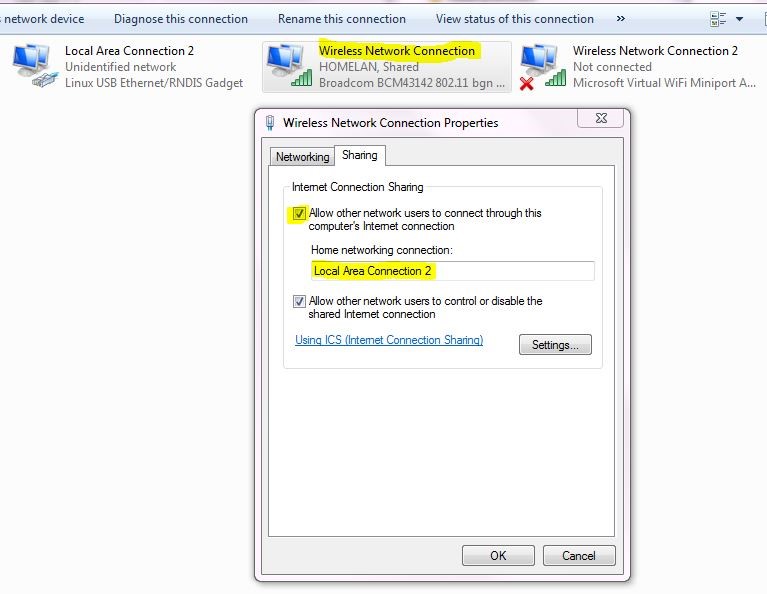 s network device Diagnose this connection Rename this connection View status of this connection »
Local Area Connection 2
Unidentified network
Linux USB Ethernet/RNDIS Gadget
Wireless Network Connection
HOMELAN, Shared
Broadcom BCM43142 802.11 bgn ...
Wireless Network Connection 2
Not connected
Microsoft Virtual WiFi Miniport A...
Wireless Network Connection Properties
Networking Sharing
Internet Connection Sharing
Allow other network users to connect through this
computer's Internet connection
Home networking connection:
Local Area Connection 2
Allow other network users to control or disable the
shared Internet connection
Using ICS (Internet Connection Sharing)
Settings...
OK Cancel